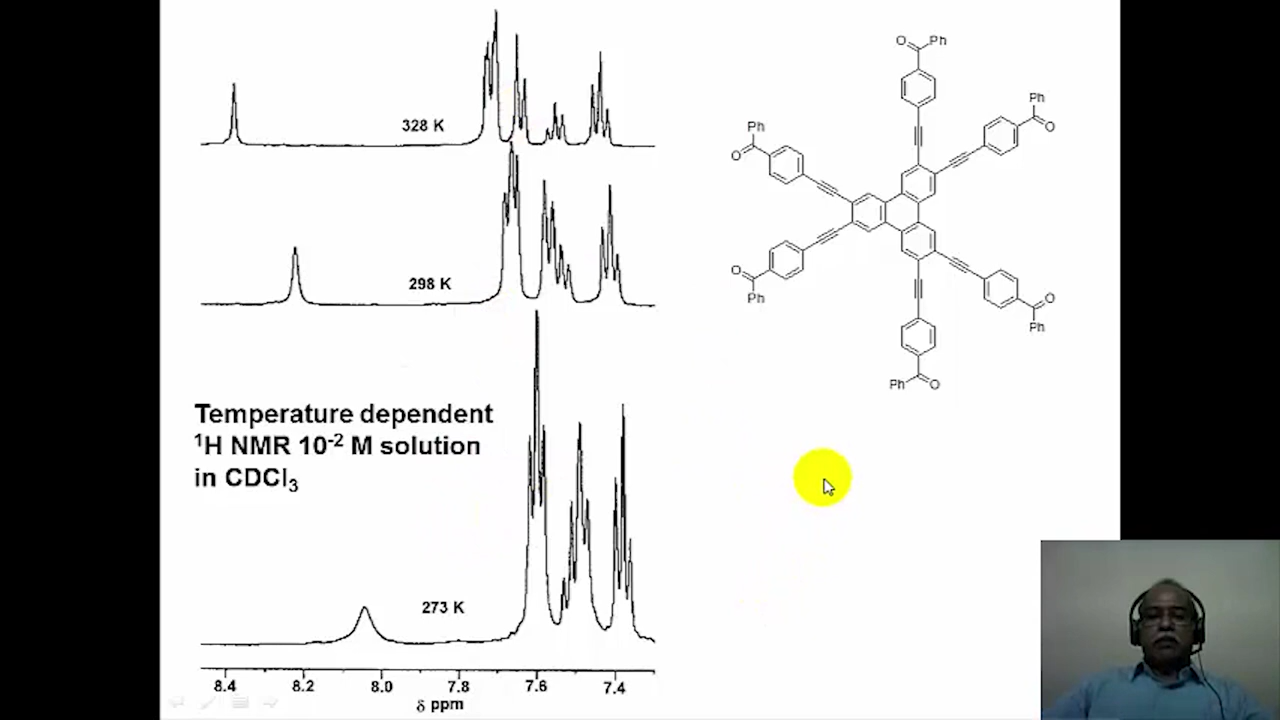 328 K
298 K
Temperature dependent
¹H NMR 10⁻² M solution
in CDCl₃
273 K
8.4 8.2 8.0 7.8 7.6 7.4
δ ppm
O Ph
Ph
O
Ph
O
O
Ph
O
Ph
Ph O